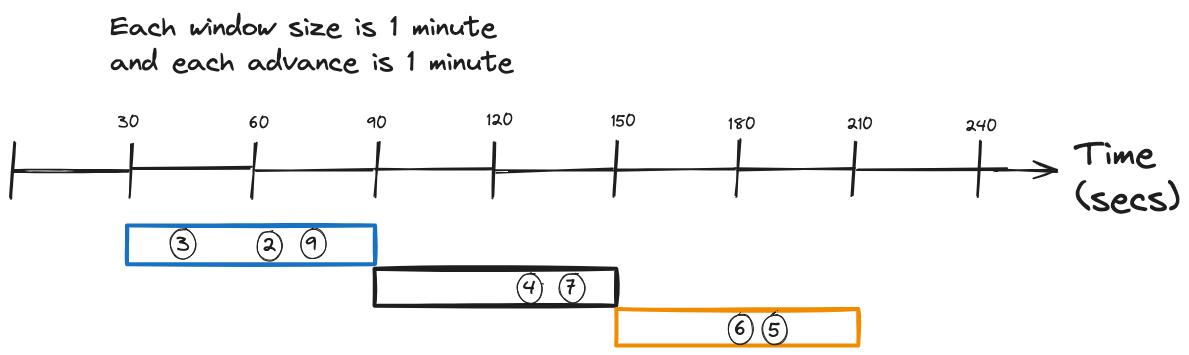 Each window size is 1 minute
and each advance is 1 minute
30 60 90 120 150 180 210 240
Time
(secs)
3 2 9
4 7
6 5